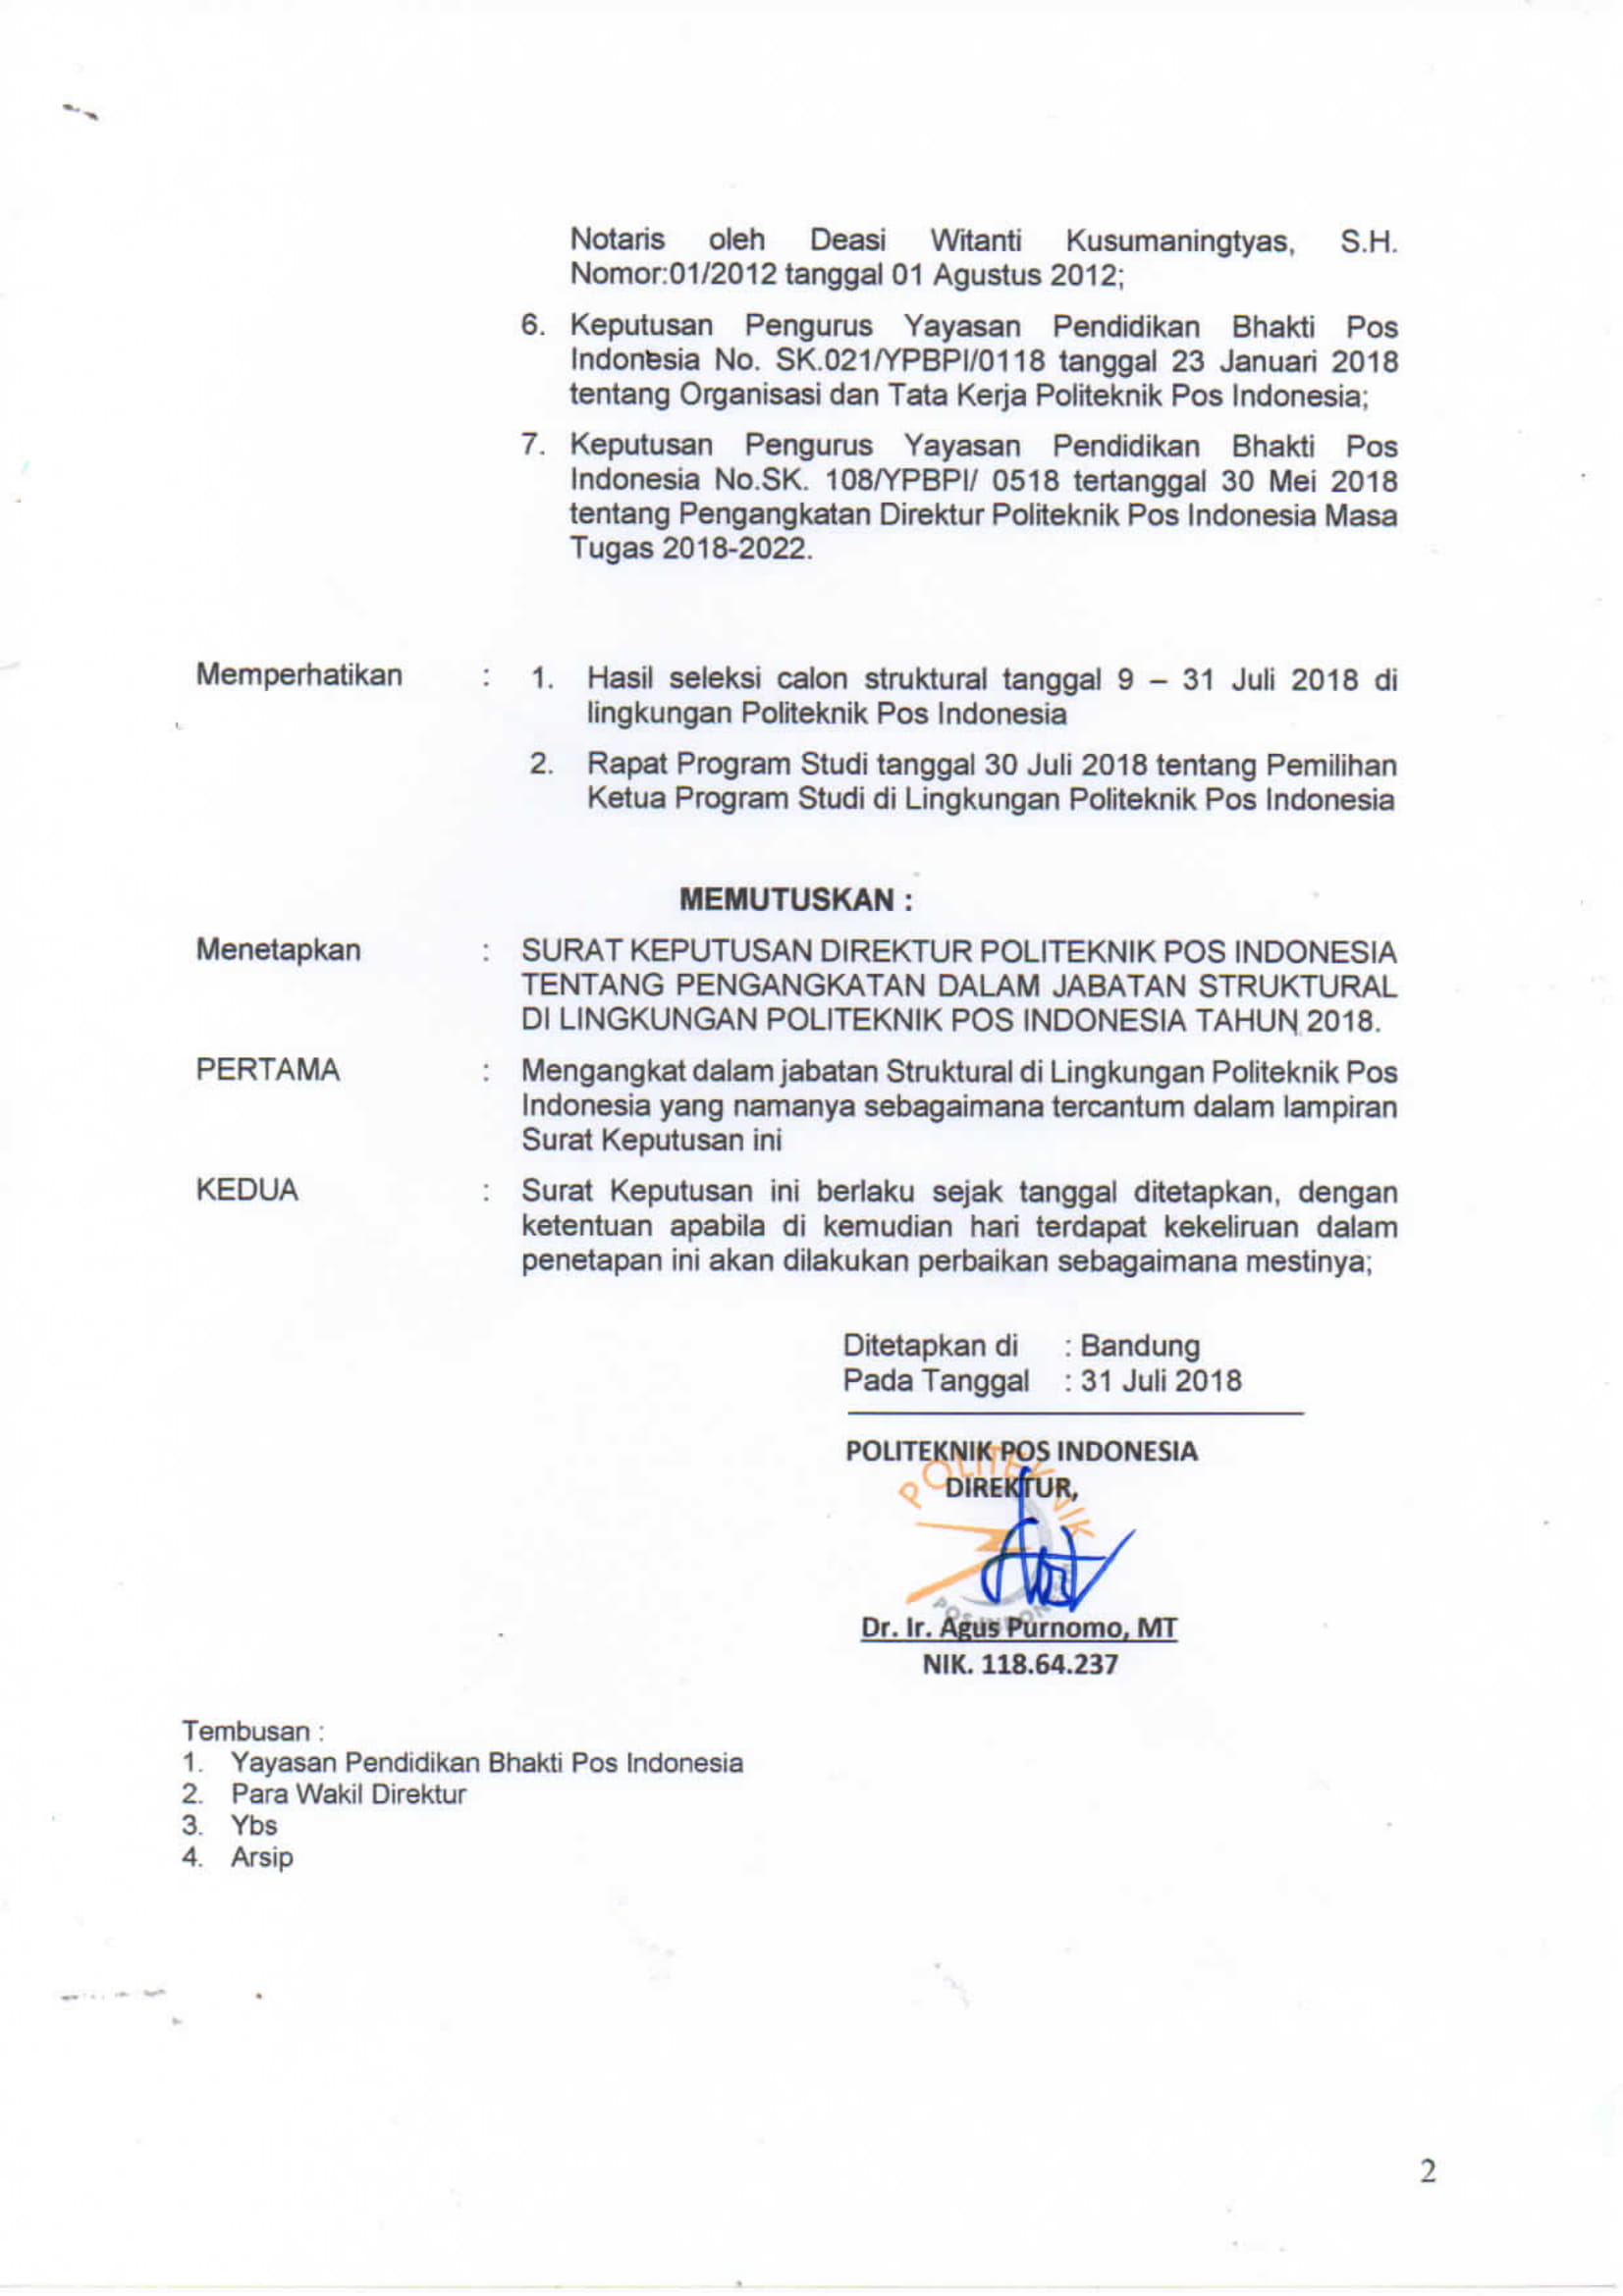 Notaris oleh Deasi Witanti Kusumaningtyas, S.H.
Nomor:01/2012 tanggal 01 Agustus 2012;
6. Keputusan Pengurus Yayasan Pendidikan Bhakti Pos
Indonesia No. SK.021/YPBPI/0118 tanggal 23 Januari 2018
tentang Organisasi dan Tata Kerja Politeknik Pos Indonesia;
7. Keputusan Pengurus Yayasan Pendidikan Bhakti Pos
Indonesia No.SK. 108/YPBPI/ 0518 tertanggal 30 Mei 2018
tentang Pengangkatan Direktur Politeknik Pos Indonesia Masa
Tugas 2018-2022.
Memperhatikan : 1. Hasil seleksi calon struktural tanggal 9 – 31 Juli 2018 di
lingkungan Politeknik Pos Indonesia
2. Rapat Program Studi tanggal 30 Juli 2018 tentang Pemilihan
Ketua Program Studi di Lingkungan Politeknik Pos Indonesia
MEMUTUSKAN :
Menetapkan : SURAT KEPUTUSAN DIREKTUR POLITEKNIK POS INDONESIA
TENTANG PENGANGKATAN DALAM JABATAN STRUKTURAL
DI LINGKUNGAN POLITEKNIK POS INDONESIA TAHUN 2018.
PERTAMA : Mengangkat dalam jabatan Struktural di Lingkungan Politeknik Pos
Indonesia yang namanya sebagaimana tercantum dalam lampiran
Surat Keputusan ini
KEDUA : Surat Keputusan ini berlaku sejak tanggal ditetapkan, dengan
ketentuan apabila di kemudian hari terdapat kekeliruan dalam
penetapan ini akan dilakukan perbaikan sebagaimana mestinya;
Ditetapkan di : Bandung
Pada Tanggal : 31 Juli 2018
POLITEKNIK POS INDONESIA
DIREKTUR,
POLITEKNIK
POS INDONESIA
Dr. Ir. Agus Purnomo, MT
NIK. 118.64.237
Tembusan :
1. Yayasan Pendidikan Bhakti Pos Indonesia
2. Para Wakil Direktur
3. Ybs
4. Arsip
2